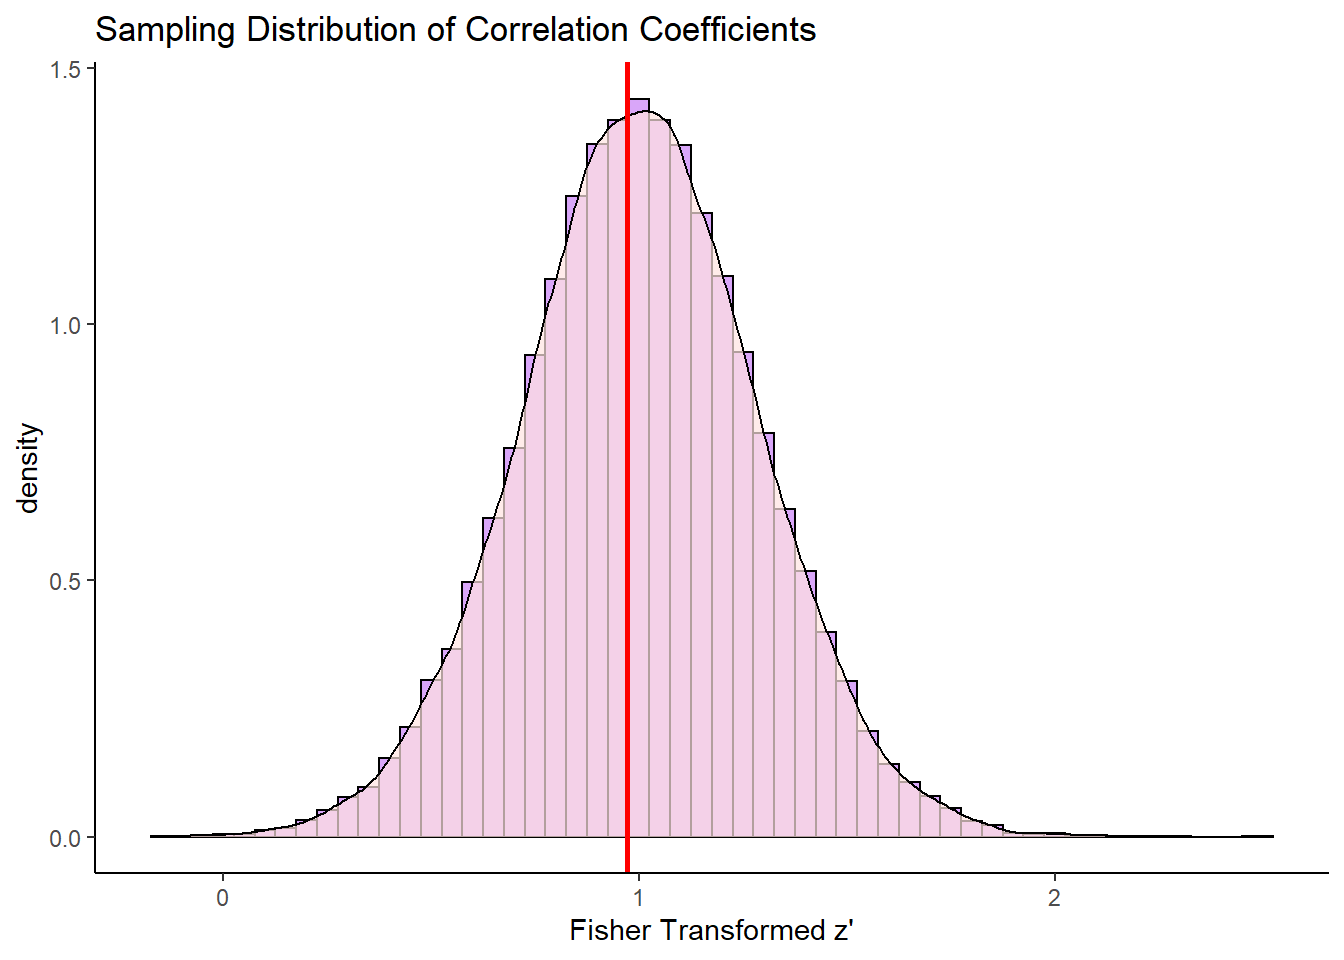 Sampling Distribution of Correlation Coefficients
1.5
1.0
0.5
0.0
density
0 1 2
Fisher Transformed z'